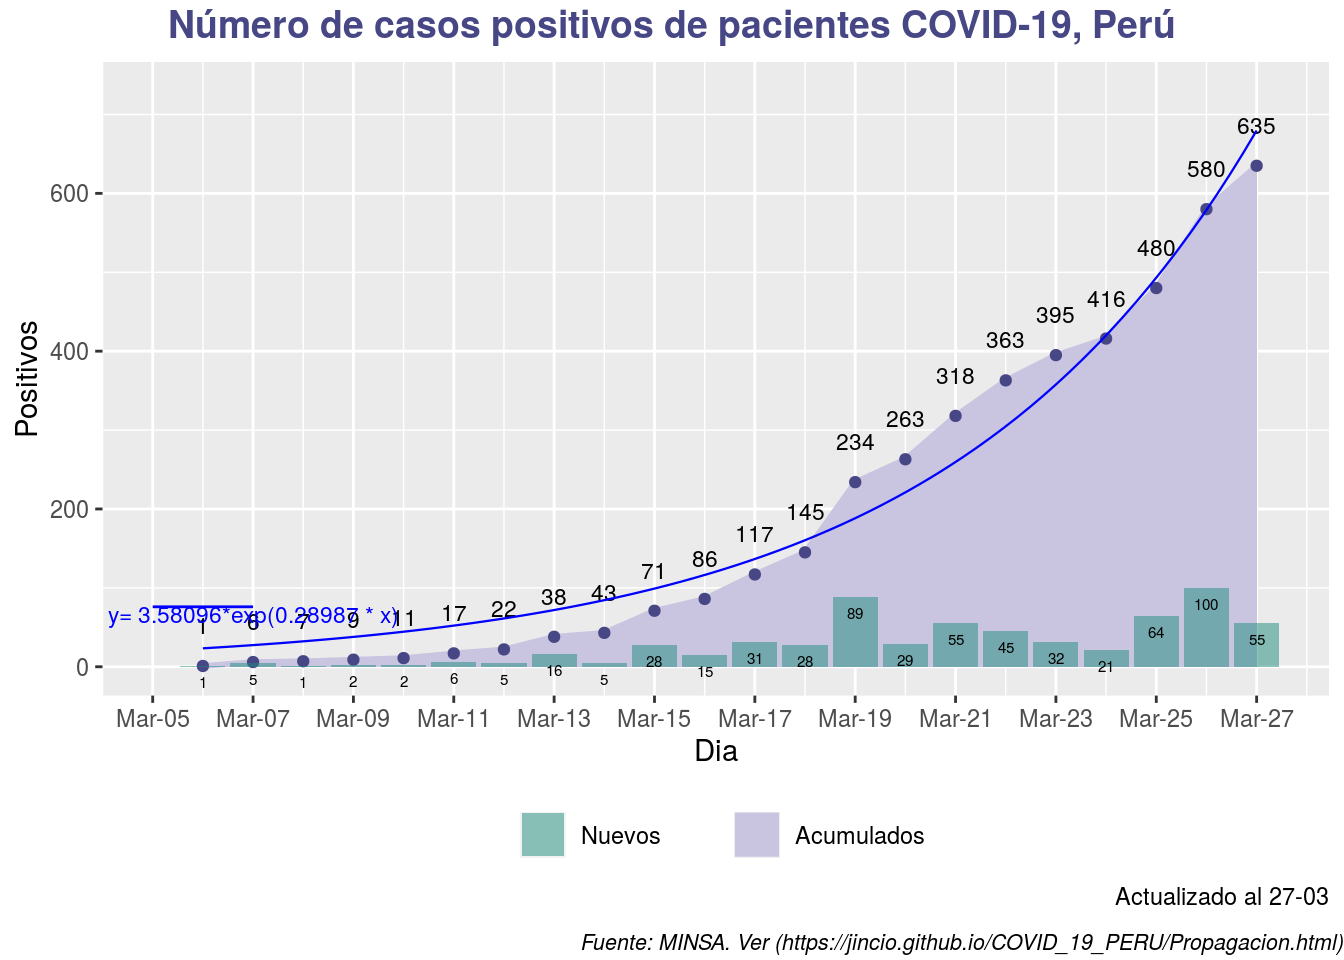 Número de casos positivos de pacientes COVID-19, Perú
Positivos
600
400
200
0
635
580
480
416
395
363
318
263
234
145
117
86
71
43
38
22
17
11
9
7
6
1
y= 3.58096*exp(0.28987 * x)
1 5 1 2 2 6 5 16 5 28 15 31 28 89 29 55 45 32 21 64 100 55
Mar-05 Mar-07 Mar-09 Mar-11 Mar-13 Mar-15 Mar-17 Mar-19 Mar-21 Mar-23 Mar-25 Mar-27
Dia
Nuevos Acumulados
Actualizado al 27-03
Fuente: MINSA. Ver (https://jincio.github.io/COVID_19_PERU/Propagacion.html)